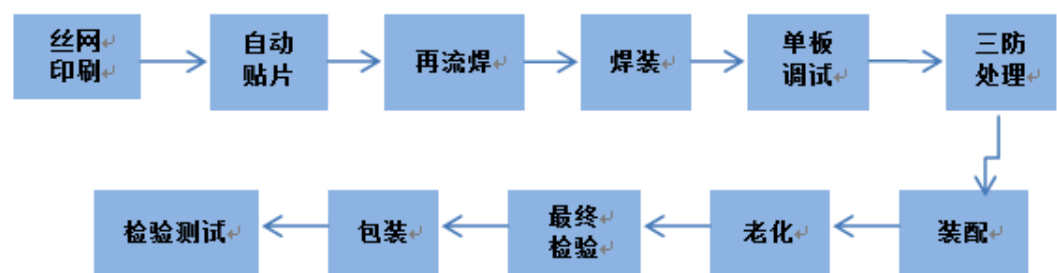 丝网
印刷
自动
贴片
再流焊
焊装
单板
调试
三防
处理
装配
老化
最终
检验
包装
检验测试